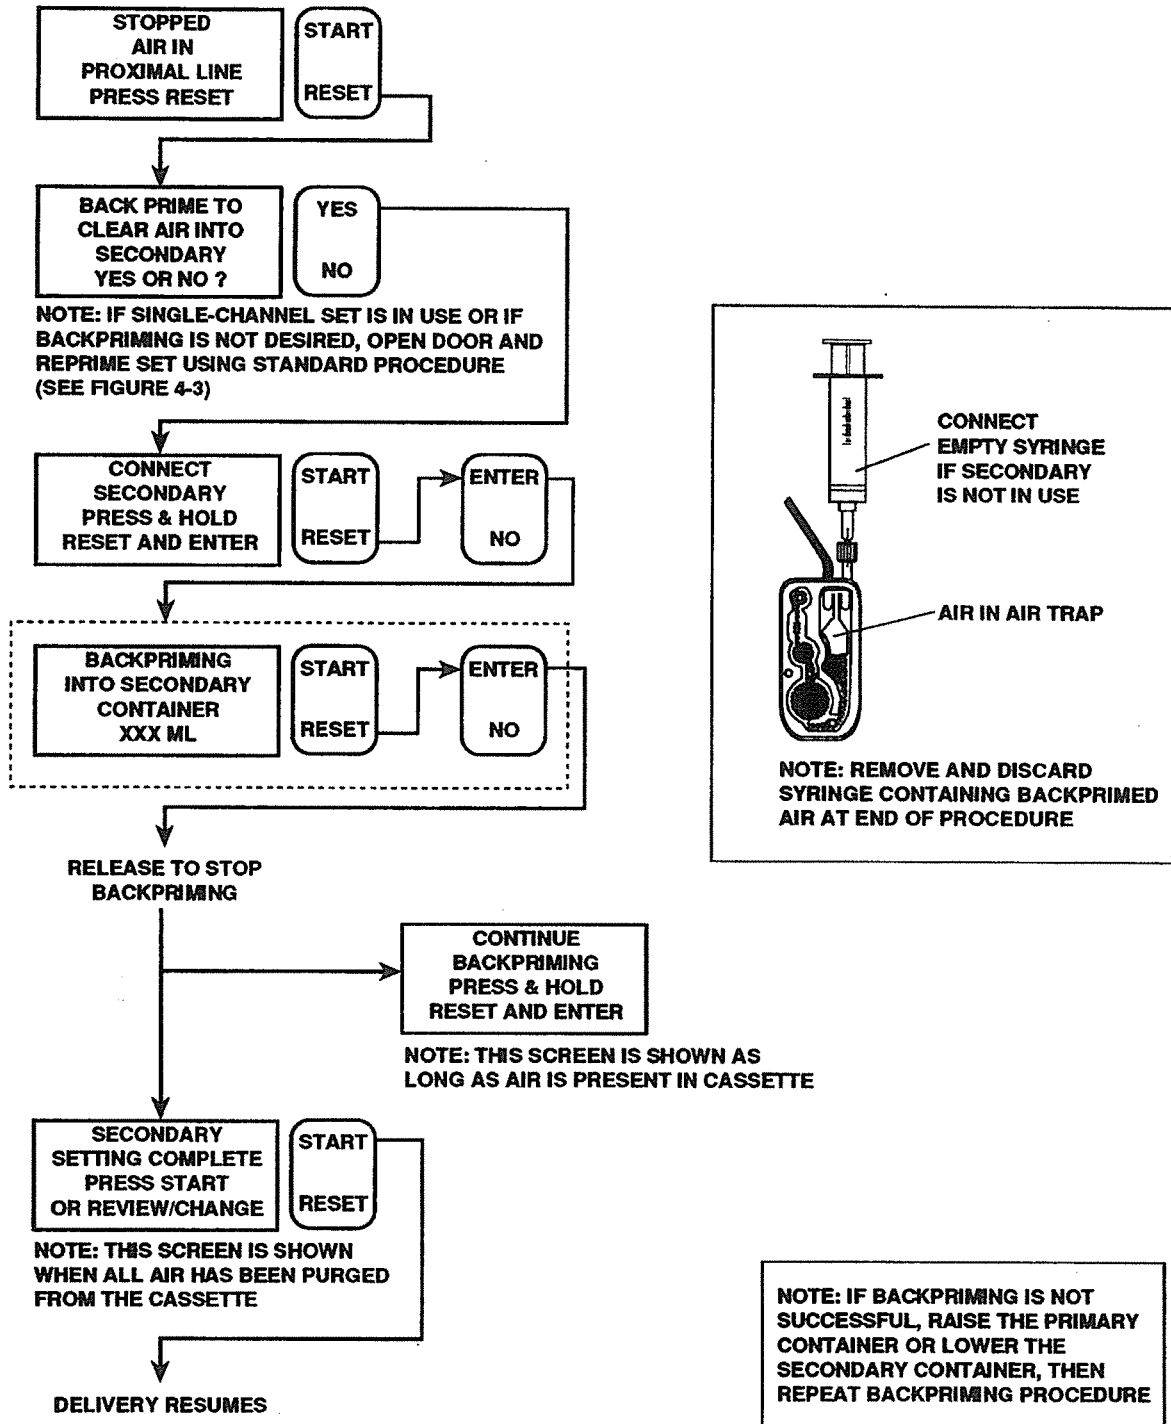 STOPPED
AIR IN
PROXIMAL LINE
PRESS RESET
START
RESET
BACK PRIME TO
CLEAR AIR INTO
SECONDARY
YES OR NO ?
YES
NO
NOTE: IF SINGLE-CHANNEL SET IS IN USE OR IF
BACKPRIMING IS NOT DESIRED, OPEN DOOR AND
REPRIME SET USING STANDARD PROCEDURE
(SEE FIGURE 4-3)
CONNECT
SECONDARY
PRESS & HOLD
RESET AND ENTER
START
RESET
ENTER
NO
BACKPRIMING
INTO SECONDARY
CONTAINER
XXX ML
START
RESET
ENTER
NO
RELEASE TO STOP
BACKPRIMING
CONTINUE
BACKPRIMING
PRESS & HOLD
RESET AND ENTER
NOTE: THIS SCREEN IS SHOWN AS
LONG AS AIR IS PRESENT IN CASSETTE
SECONDARY
SETTING COMPLETE
PRESS START
OR REVIEW/CHANGE
START
RESET
NOTE: THIS SCREEN IS SHOWN
WHEN ALL AIR HAS BEEN PURGED
FROM THE CASSETTE
DELIVERY RESUMES
CONNECT
EMPTY SYRINGE
IF SECONDARY
IS NOT IN USE
AIR IN AIR TRAP
NOTE: REMOVE AND DISCARD
SYRINGE CONTAINING BACKPRIMED
AIR AT END OF PROCEDURE
NOTE: IF BACKPRIMING IS NOT
SUCCESSFUL, RAISE THE PRIMARY
CONTAINER OR LOWER THE
SECONDARY CONTAINER, THEN
REPEAT BACKPRIMING PROCEDURE